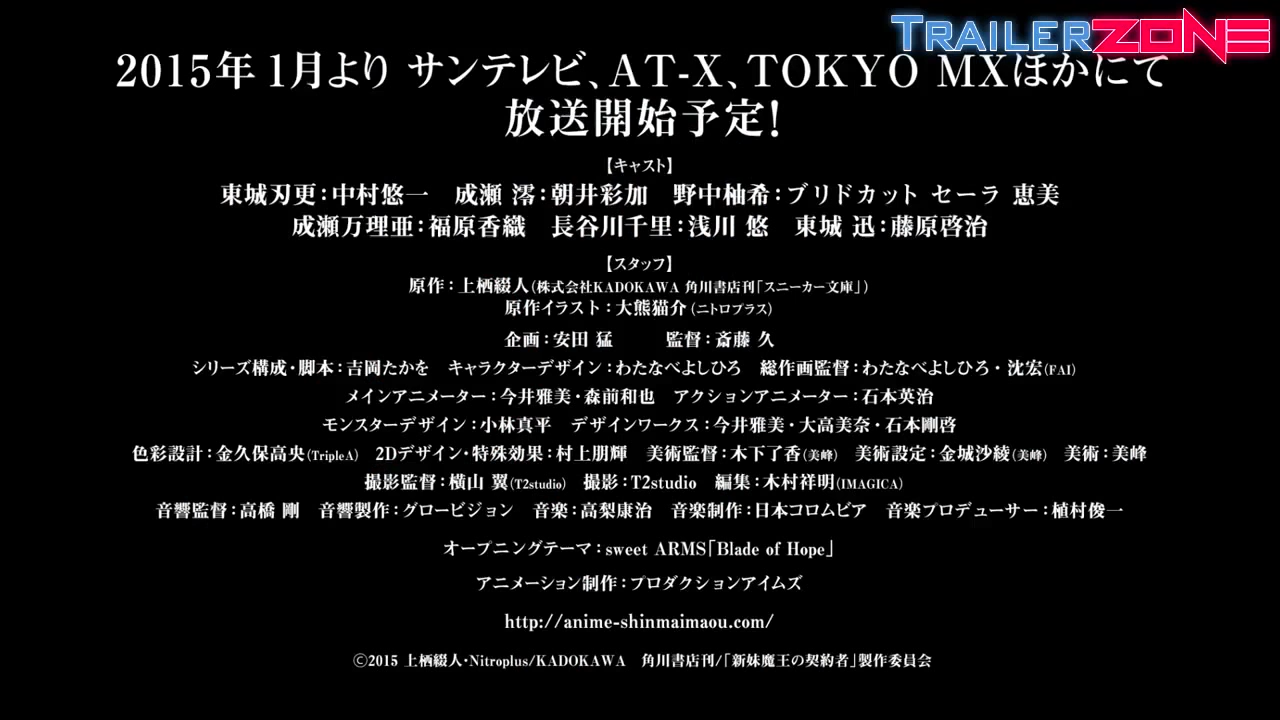 TRAILERZONE
2015年1月より サンテレビ、AT-X、TOKYO MXほかにて
放送開始予定!
【キャスト】
東城刃更:中村悠一 成瀬 澪:朝井彩加 野中柚希:ブリドカット セーラ 恵美
成瀬万理亜:福原香織 長谷川千里:浅川 悠 東城 迅:藤原啓治
【スタッフ】
原作:上栖綴人(株式会社KADOKAWA 角川書店刊「スニーカー文庫」)
原作イラスト:大熊猫介(ニトロプラス)
企画:安田 猛 監督:斎藤 久
シリーズ構成・脚本:吉岡たかを キャラクターデザイン:わたなべよしひろ 総作画監督:わたなべよしひろ・沈宏(FAI)
メインアニメーター:今井雅美・森前和也 アクションアニメーター:石本英治
モンスターデザイン:小林真平 デザインワークス:今井雅美・大高美奈・石本剛啓
色彩設計:金久保高央(TripleA) 2Dデザイン・特殊効果:村上朋輝 美術監督:木下了香(美峰) 美術設定:金城沙綾(美峰) 美術:美峰
撮影監督:横山 翼(T2studio) 撮影:T2studio 編集:木村祥明(IMAGICA)
音響監督:高橋 剛 音響製作:グロービジョン 音楽:高梨康治 音楽制作:日本コロムビア 音楽プロデューサー:植村俊一
オープニングテーマ:sweet ARMS「Blade of Hope」
アニメーション制作:プロダクションアイムズ
http://anime-shinmaimaou.com/
©2015 上栖綴人・Nitroplus/KADOKAWA 角川書店刊/「新妹魔王の契約者」製作委員会